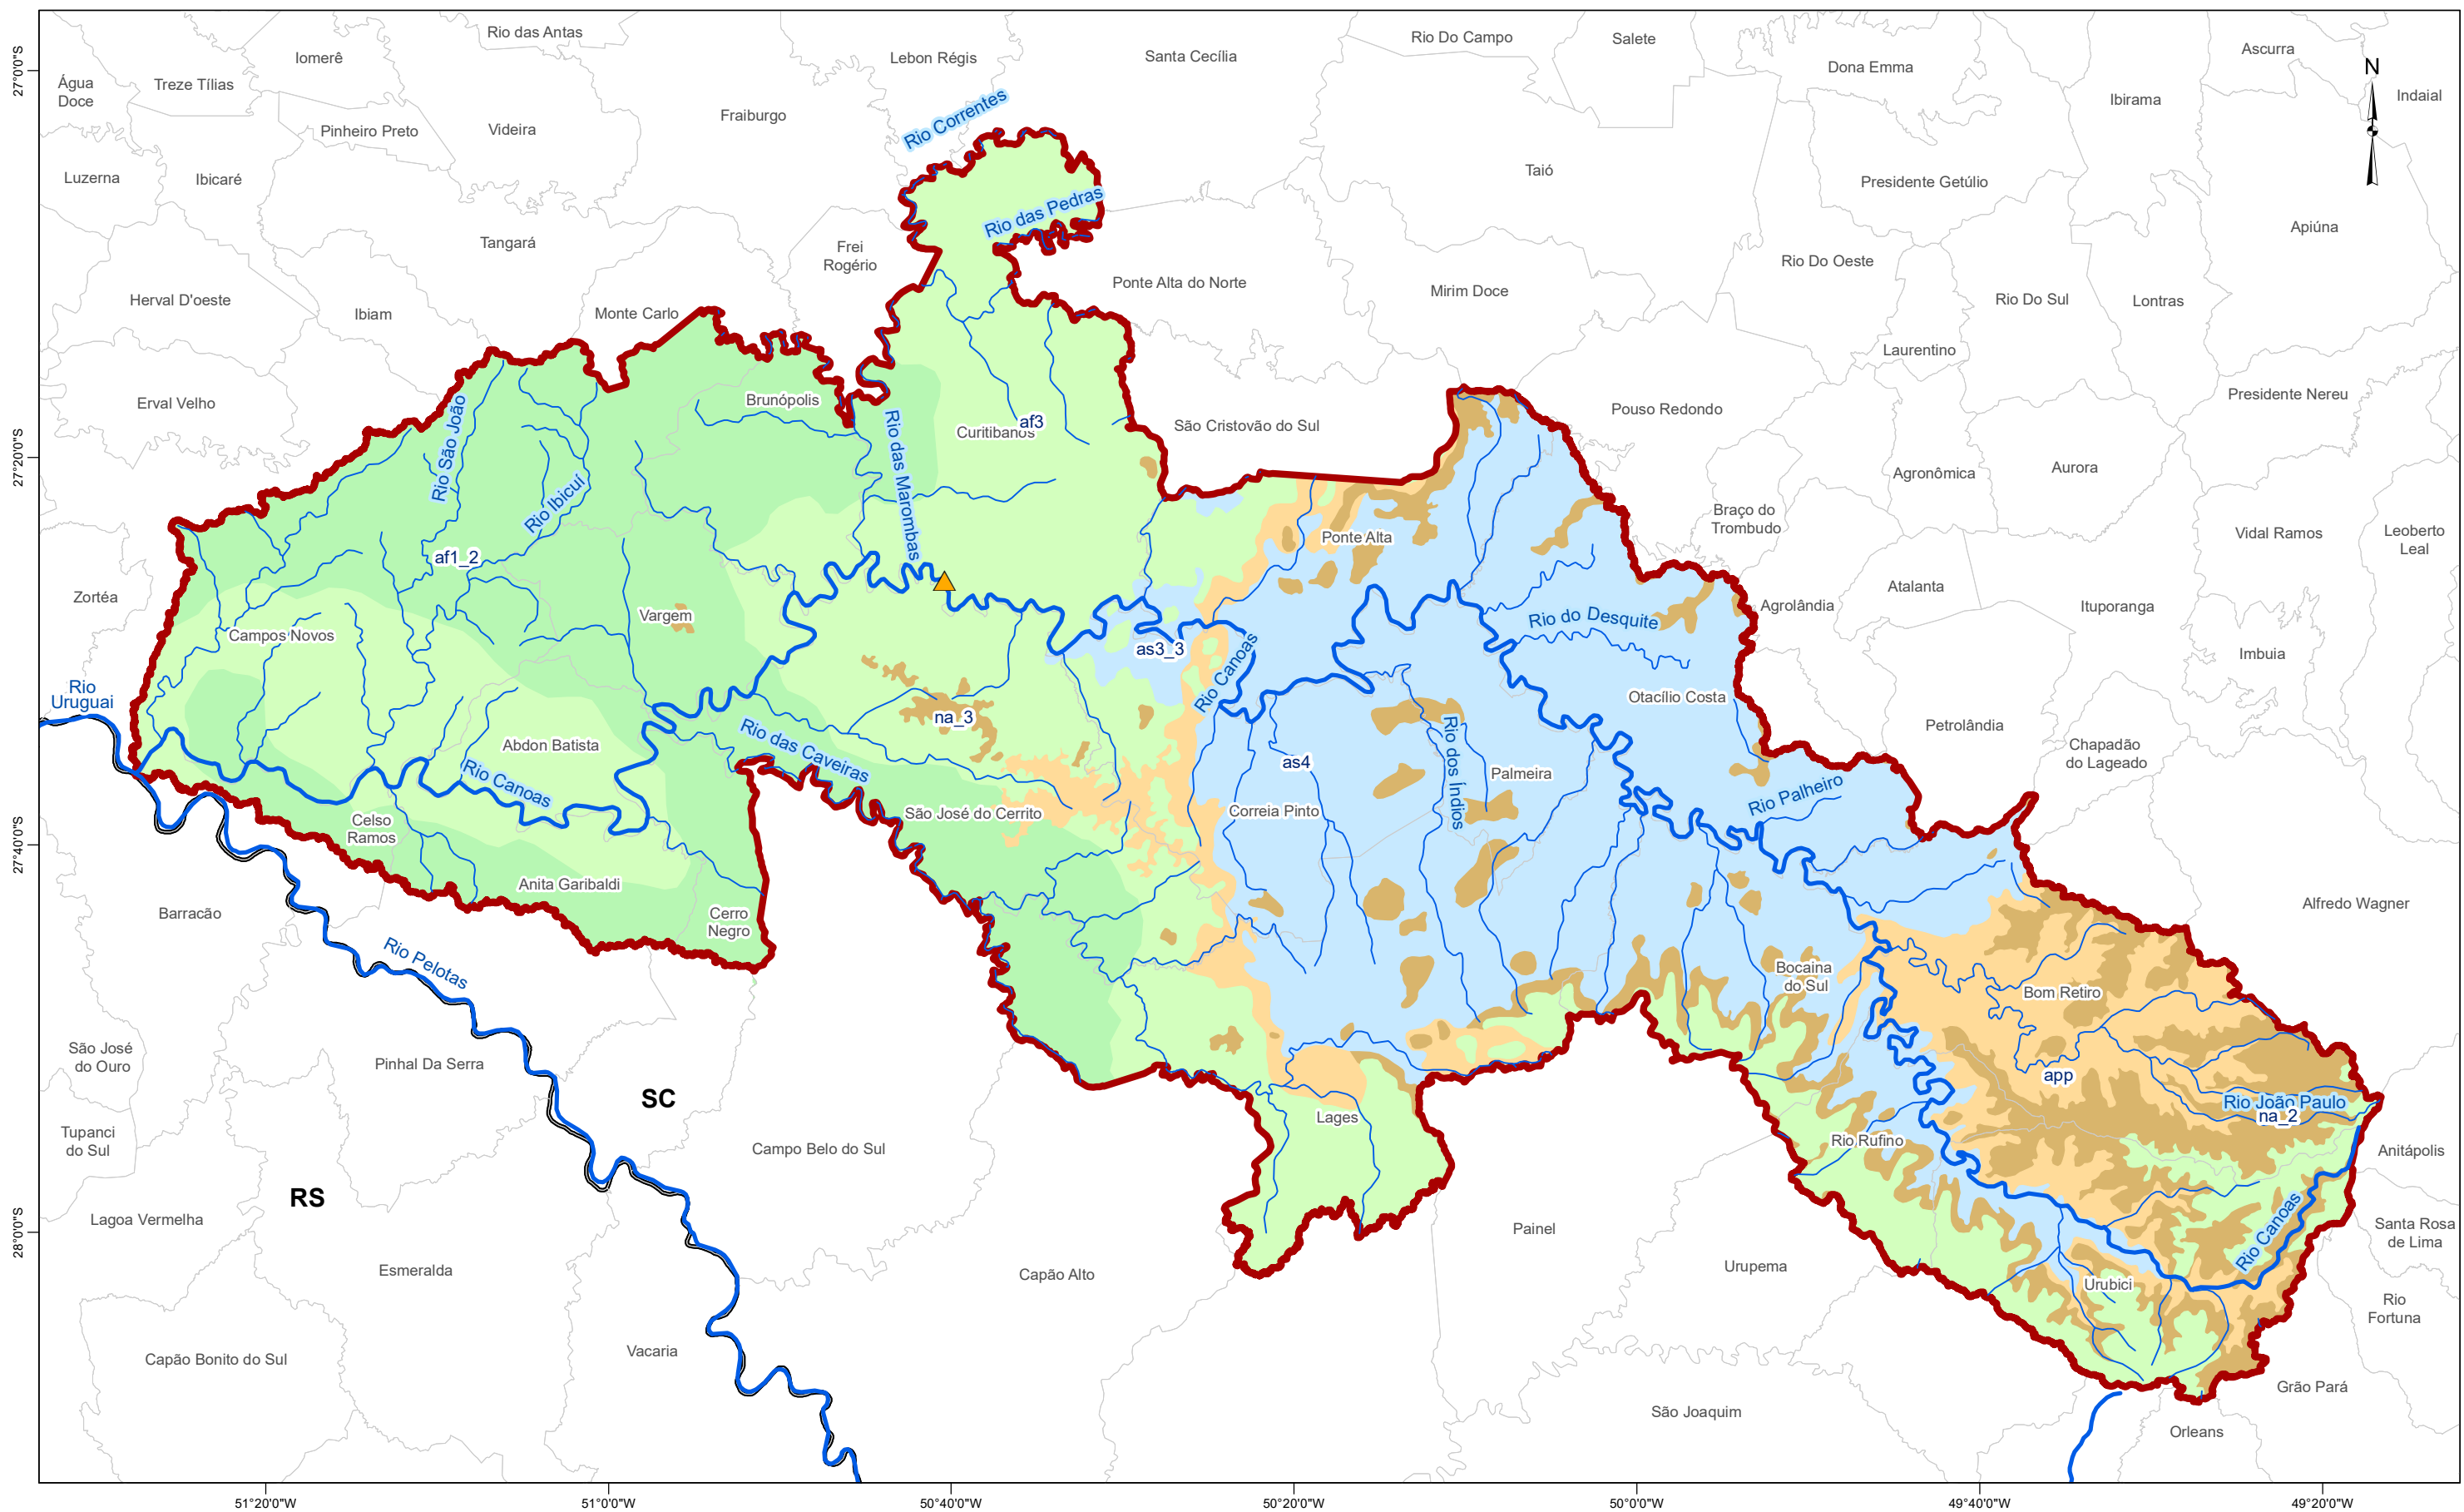 Rio das Antas
Rio Do Campo
Salete
Ascurra
Iomerê
Lebon Régis
Santa Cecília
Dona Emma
N
27°0'0"S
Água
Doce
Treze Tílias
Ibirama
Indaial
Rio Correntes
Fraiburgo
Pinheiro Preto
Videira
Taió
Luzerna
Ibicaré
Presidente Getúlio
Rio das Pedras
Apiúna
Tangará
Frei
Rogério
Rio Do Oeste
Ponte Alta do Norte
Mirim Doce
Herval D'oeste
Ibiam
Monte Carlo
Rio Do Sul
Lontras
Laurentino
Presidente Nereu
Erval Velho
Brunópolis
Pouso Redondo
27°20'0"S
Rio São João
Rio das Marombas
af3
Curitibanos
São Cristovão do Sul
Agronômica
Aurora
Rio Ibicuí
Braço do
Trombudo
Ponte Alta
Vidal Ramos
Leoberto
Leal
af1_2
Zortéa
Vargem
Atalanta
Agrolândia
Ituporanga
Rio do Desquite
Campos Novos
as3_3
Imbuia
Rio
Uruguai
Rio Canoas
Otacílio Costa
na_3
Petrolândia
Abdon Batista
Rio das Caveiras
Chapadão
do Lageado
as4
Rio dos Índios
Palmeira
Rio Canoas
Rio Palheiro
São José do Cerrito
Correia Pinto
Celso
Ramos
27°40'0"S
Anita Garibaldi
Alfredo Wagner
Barracão
Cerro
Negro
Rio Pelotas
Bocaina
do Sul
Bom Retiro
São José
do Ouro
Pinhal Da Serra
app
SC
Rio João Paulo
na_2
Lages
Tupanci
do Sul
Campo Belo do Sul
Rio Rufino
Anitápolis
RS
Lagoa Vermelha
28°0'0"S
Painel
Rio Canoas
Santa Rosa
de Lima
Esmeralda
Capão Alto
Urupema
Urubici
Rio
Fortuna
Capão Bonito do Sul
Vacaria
Grão Pará
São Joaquim
Orleans
51°20'0"W
51°0'0"W
50°40'0"W
50°20'0"W
50°0'0"W
49°40'0"W
49°20'0"W